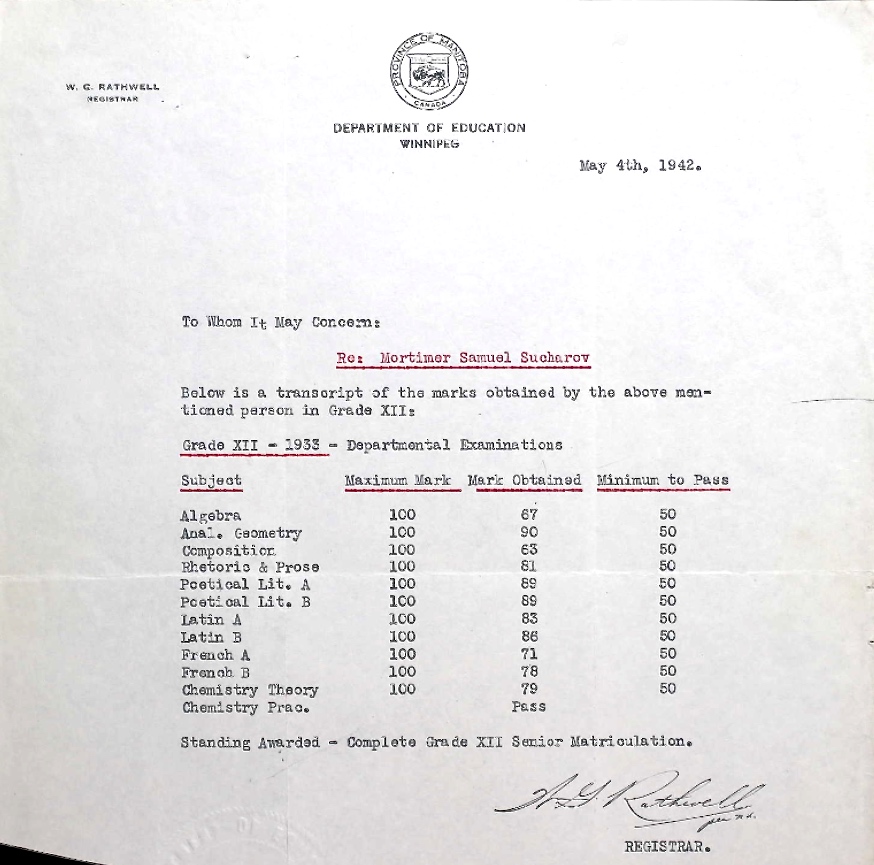 PROVINCE OF MANITOBA
CANADA
W. G. RATHWELL
REGISTRAR
DEPARTMENT OF EDUCATION
WINNIPEG
May 4th, 1942.
To Whom It May Concern:
Re: Mortimer Samuel Sucharov
Below is a transcript of the marks obtained by the above men-
tioned person in Grade XII:
Grade XII - 1933 - Departmental Examinations
Subject Maximum Mark Mark Obtained Minimum to Pass
Algebra 100 67 50
Anal. Geometry 100 90 50
Composition 100 63 50
Rhetoric & Prose 100 81 50
Poetical Lit. A 100 89 50
Poetical Lit. B 100 89 50
Latin A 100 83 50
Latin B 100 86 50
French A 100 71 50
French B 100 78 50
Chemistry Theory 100 79 50
Chemistry Prac. Pass
Standing Awarded - Complete Grade XII Senior Matriculation.
W.G. Rathwell
per
REGISTRAR.